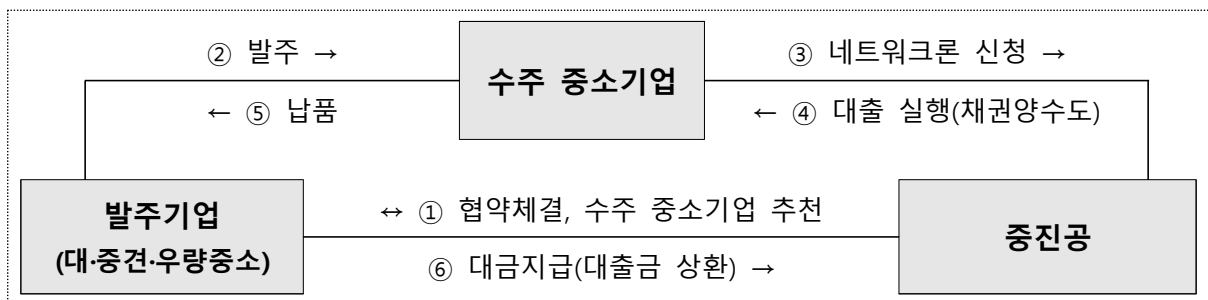 ② 발주 →
수주 중소기업
③ 네트워크론 신청 →
← ⑤ 납품
← ④ 대출 실행(채권양수도)
발주기업
(대·중견·우량중소)
↔ ① 협약체결, 수주 중소기업 추천
중진공
⑥ 대금지급(대출금 상환) →